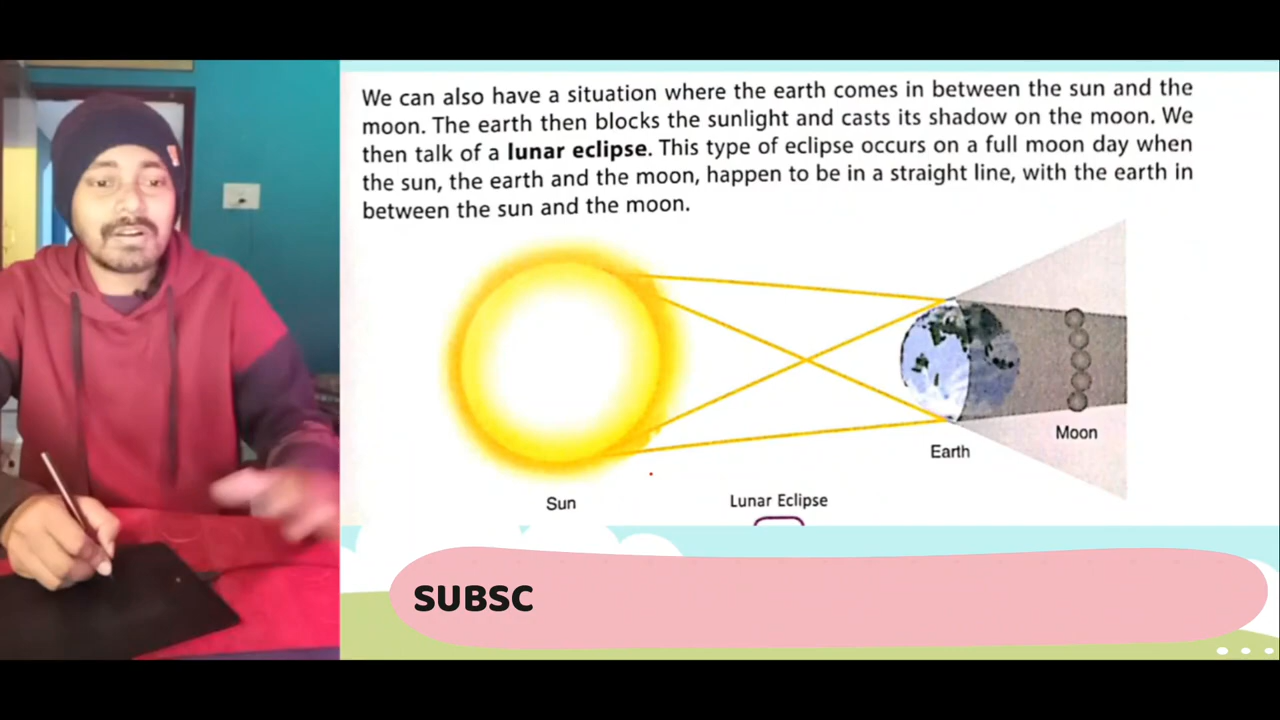 We can also have a situation where the earth comes in between the sun and the
moon. The earth then blocks the sunlight and casts its shadow on the moon. We
then talk of a lunar eclipse. This type of eclipse occurs on a full moon day when
the sun, the earth and the moon, happen to be in a straight line, with the earth in
between the sun and the moon.
Moon
Earth
Sun
Lunar Eclipse
SUBSC